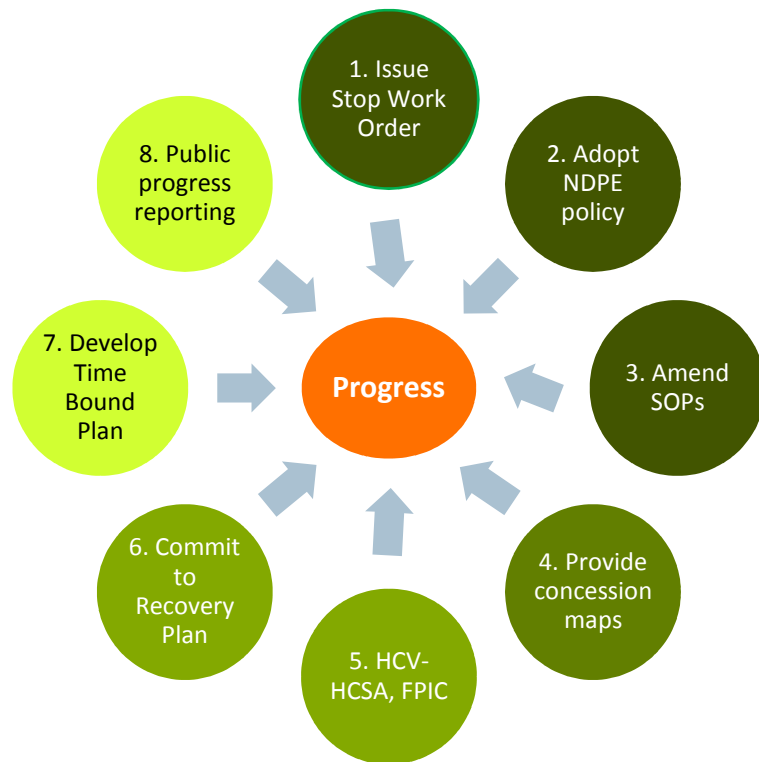 1. Issue
Stop Work
Order
2. Adopt
NDPE
policy
3. Amend
SOPs
4. Provide
concession
maps
5. HCV-
HCSA, FPIC
6. Commit
to
Recovery
Plan
7. Develop
Time
Bound
Plan
8. Public
progress
reporting
Progress